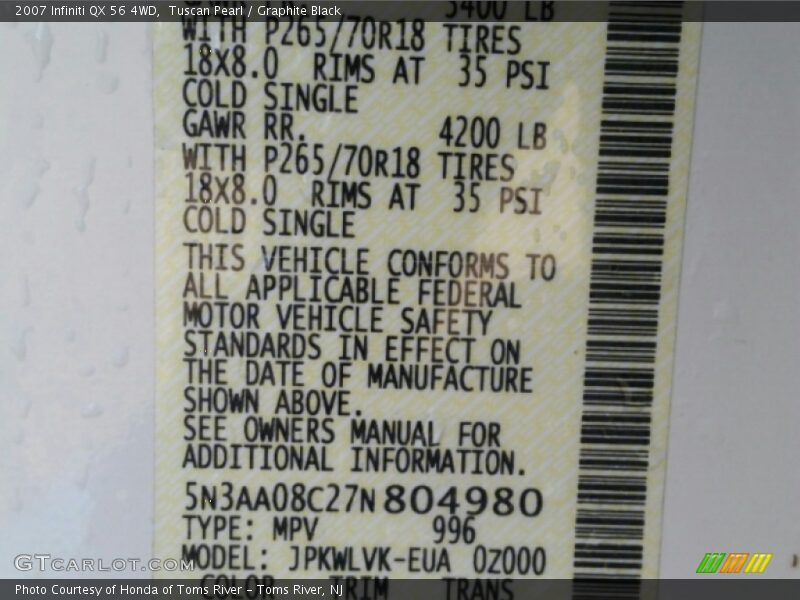 2007 Infiniti QX 56 4WD, Tuscan Pearl / Graphite Black
3400 LB
WITH P265/70R18 TIRES
18X8.0 RIMS AT 35 PSI
COLD SINGLE
GAWR RR. 4200 LB
WITH P265/70R18 TIRES
18X8.0 RIMS AT 35 PSI
COLD SINGLE
THIS VEHICLE CONFORMS TO
ALL APPLICABLE FEDERAL
MOTOR VEHICLE SAFETY
STANDARDS IN EFFECT ON
THE DATE OF MANUFACTURE
SHOWN ABOVE.
SEE OWNERS MANUAL FOR
ADDITIONAL INFORMATION.
5N3AA08C27N804980
TYPE: MPV 996
MODEL: JPKWLVK-EUA 0Z000
COLOR TRIM TRANS
GTCARLOT.COM
Photo Courtesy of Honda of Toms River – Toms River, NJ